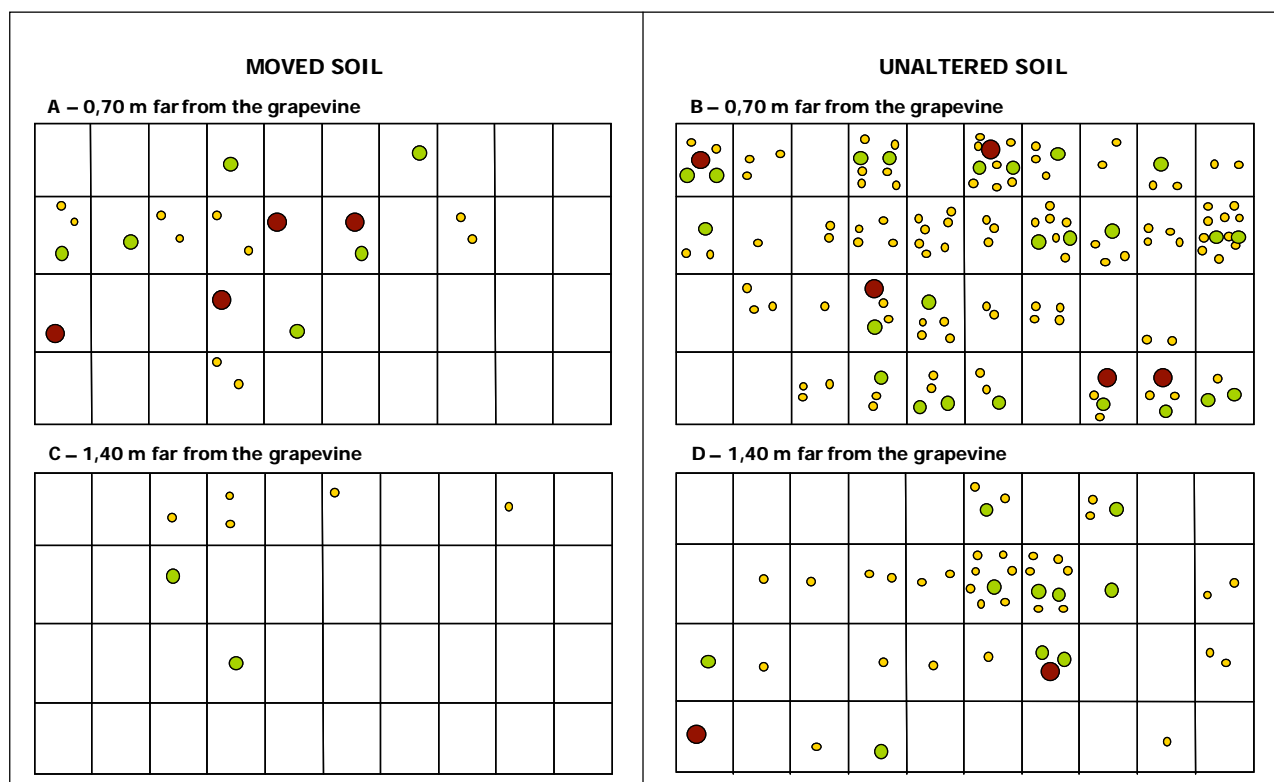 MOVED SOIL
A – 0,70 m far from the grapevine
C – 1,40 m far from the grapevine
UNALTERED SOIL
B – 0,70 m far from the grapevine
D – 1,40 m far from the grapevine